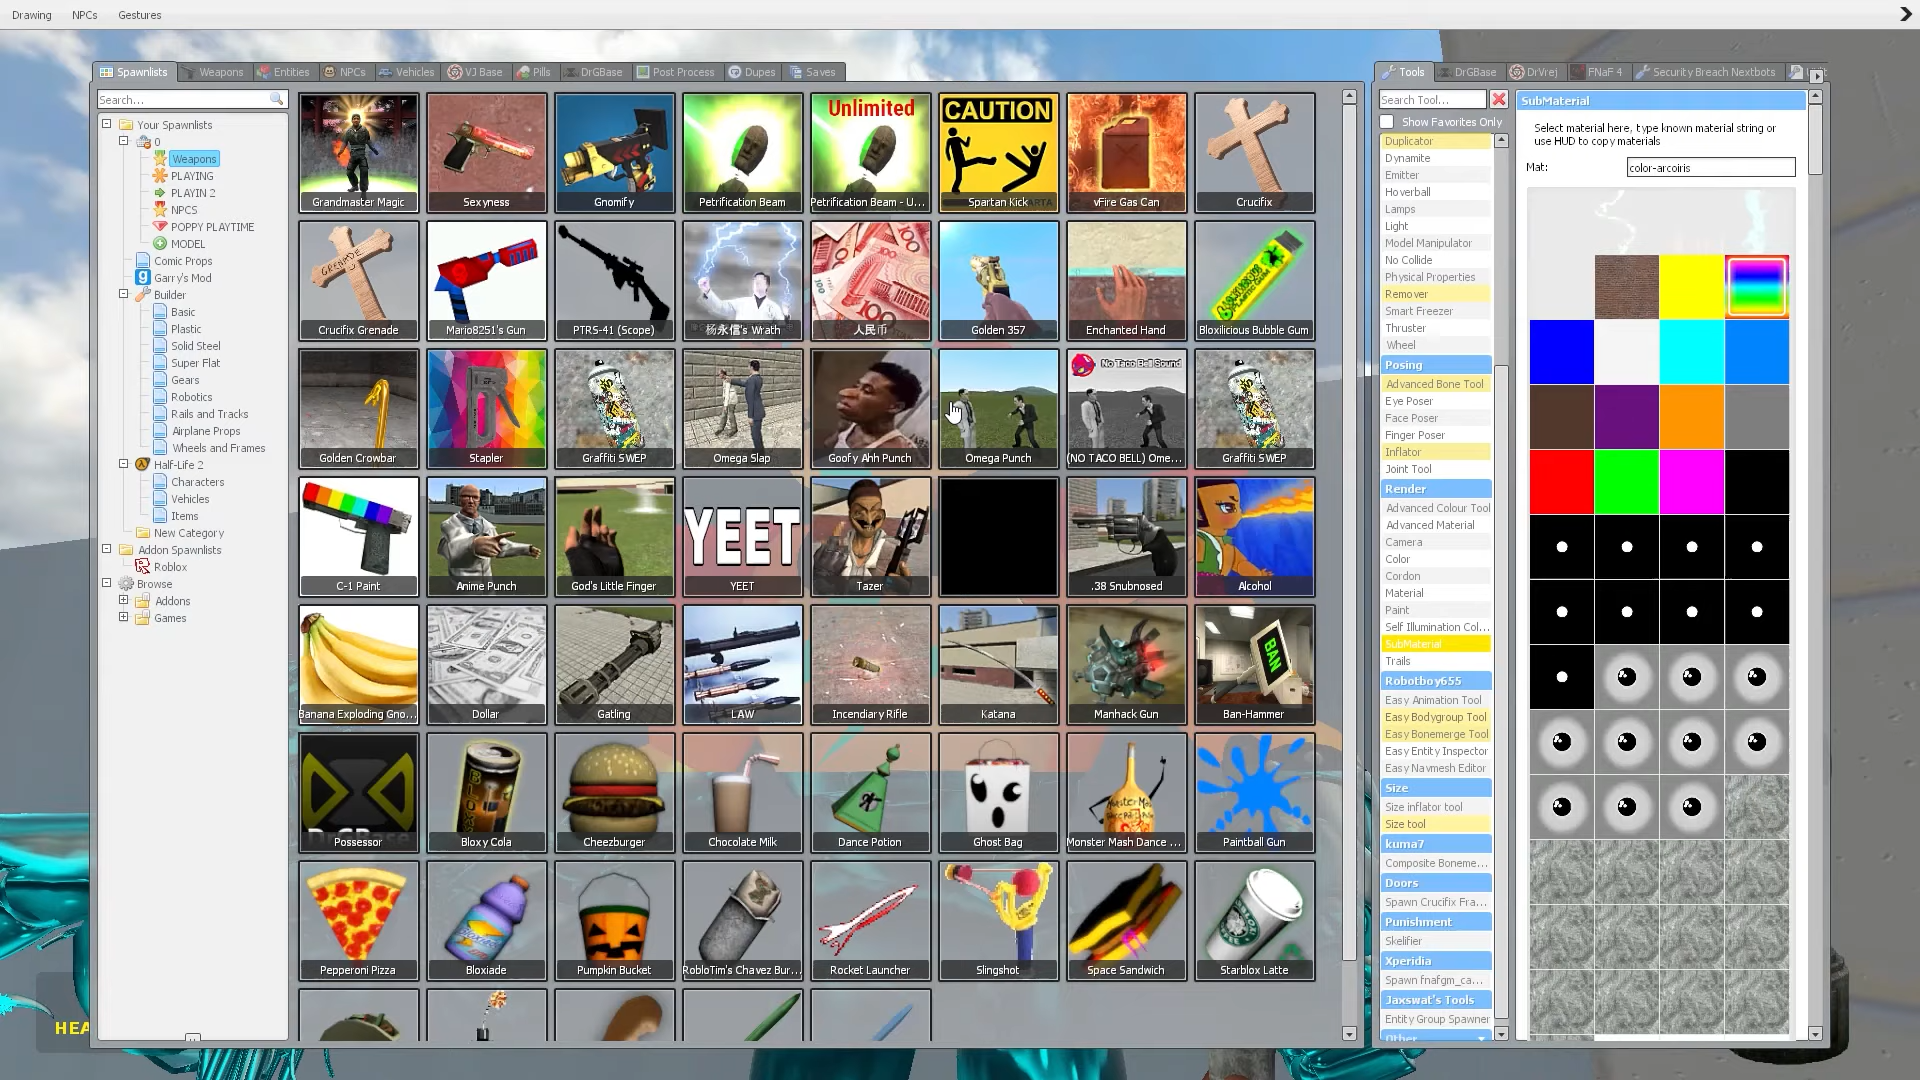 Drawing NPCs Gestures
Spawnlists Weapons Entities NPCs Vehicles VJ Base Pills DrGBase Post Process Dupes Saves
Search...
Your Spawnlists
0
Weapons
PLAYING
PLAYIN 2
NPCS
POPPY PLAYTIME
MODEL
Comic Props
Garry's Mod
Builder
Basic
Plastic
Solid Steel
Super Flat
Gears
Robotics
Rails and Tracks
Airplane Props
Wheels and Frames
Half-Life 2
Characters
Vehicles
Items
New Category
Addon Spawnlists
Roblox
Browse
Addons
Games
HEA
Unlimited
CAUTION
Grandmaster Magic
Sexyness
Gnomify
Petrification Beam
Petrification Beam - U...
Spartan Kick
vFire Gas Can
Crucifix
GRENADE
Crucifix Grenade
Mario8251's Gun
PTRS-41 (Scope)
杨永信's Wrath
人民币
Golden 357
Enchanted Hand
Bloxilicious Bubble Gum
No Taco Bell Sound
Golden Crowbar
Stapler
Graffiti SWEP
Omega Slap
Goofy Ahh Punch
Omega Punch
(NO TACO BELL) Ome...
Graffiti SWEP
YEET
C-1 Paint
Anime Punch
God's Little Finger
YEET
Tazer
.38 Snubnosed
Alcohol
BAN
Banana Exploding Gno...
Dollar
Gatling
LAW
Incendiary Rifle
Katana
Manhack Gun
Ban-Hammer
DrGBase
Possessor
Bloxy Cola
Cheezburger
Chocolate Milk
Dance Potion
Ghost Bag
Monster Mash Dance ...
Paintball Gun
Pepperoni Pizza
Bloxiade
Pumpkin Bucket
RobloTim's Chavez Bur...
Rocket Launcher
Slingshot
Space Sandwich
Starblox Latte
Tools DrGBase DrVrej FNaF 4 Security Breach Nextbots
Search Tool...
Show Favorites Only
Duplicator
Dynamite
Emitter
Hoverball
Lamps
Light
Model Manipulator
No Collide
Physical Properties
Remover
Smart Freezer
Thruster
Wheel
Posing
Advanced Bone Tool
Eye Poser
Face Poser
Finger Poser
Inflator
Joint Tool
Render
Advanced Colour Tool
Advanced Material
Camera
Color
Cordon
Material
Paint
Self Illumination Col...
SubMaterial
Trails
Robotboy655
Easy Animation Tool
Easy Bodygroup Tool
Easy Bonemerge Tool
Easy Entity Inspector
Easy Navmesh Editor
Size
Size inflator tool
Size tool
kuma7
Composite Boneme...
Doors
Spawn Crucifix Fra...
Punishment
Skelifier
Xperidia
Spawn fnafgm_ca...
Jaxswat's Tools
Entity Group Spawner
Other
SubMaterial
Select material here, type known material string or
use HUD to copy materials
Mat: color-arcoiris